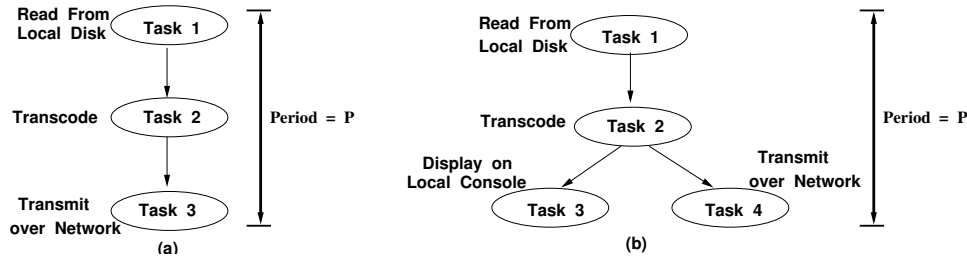 Read From
Local Disk
Task 1
Transcode
Task 2
Transmit
over Network
Task 3
Period = P
(a)
Read From
Local Disk
Task 1
Transcode
Task 2
Display on
Local Console
Task 3
Transmit
over Network
Task 4
Period = P
(b)